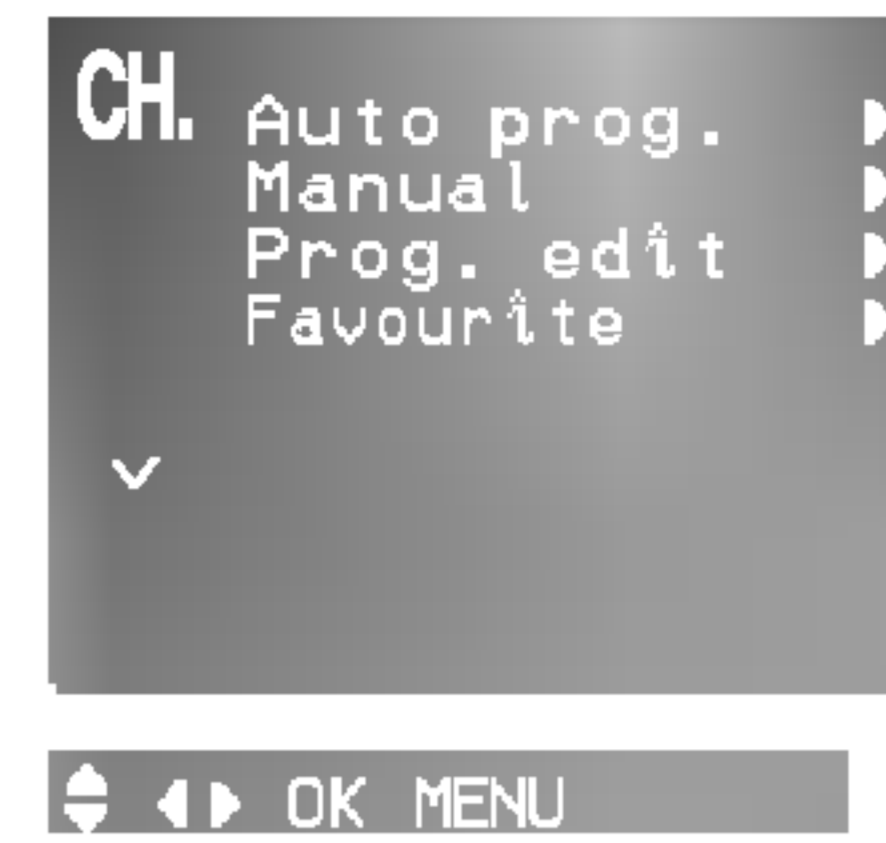 CH.
Auto prog.
Manual
Prog. edit
Favourite
OK MENU